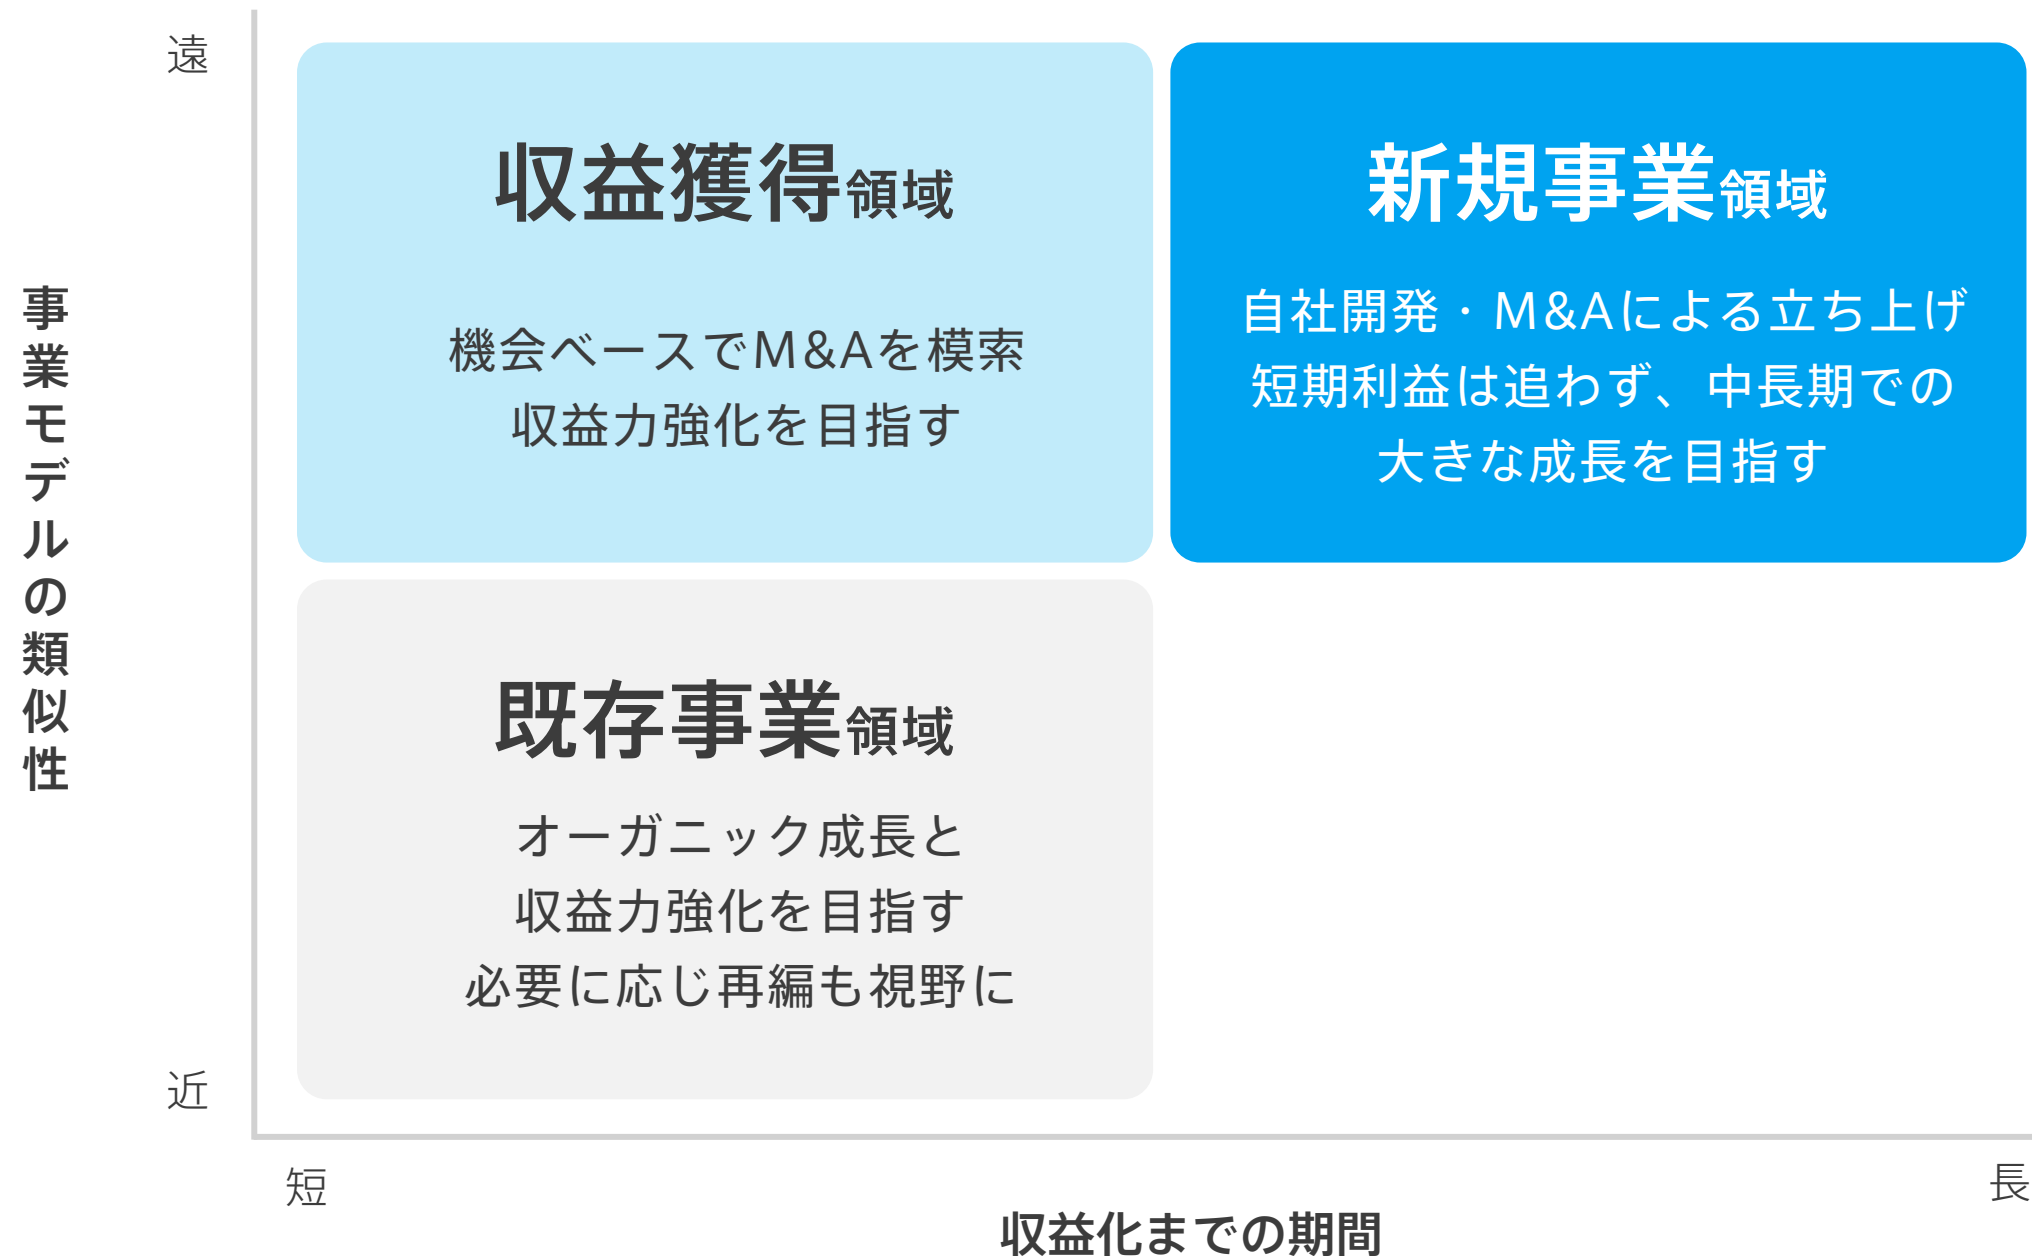 遠
収益獲得領域
機会ベースでM&Aを模索
収益力強化を目指す
新規事業領域
自社開発・M&Aによる立ち上げ
短期利益は追わず、中長期での
大きな成長を目指す
事業モデルの類似性
既存事業領域
オーガニック成長と
収益力強化を目指す
必要に応じ再編も視野に
近
短
長
収益化までの期間